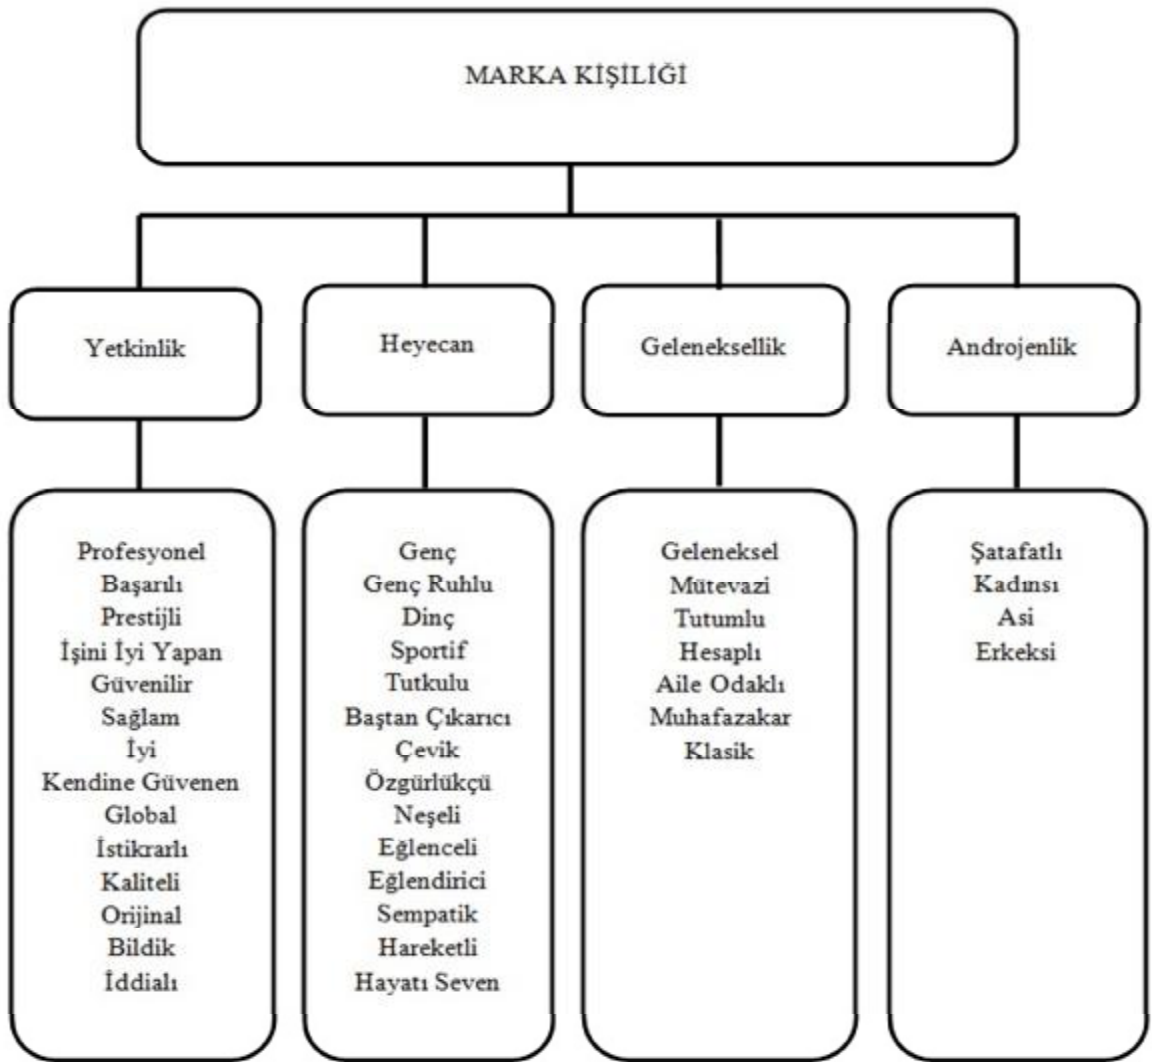 MARKA KİŞİLİĞİ
Yetkinlik
Heyecan
Geleneksellik
Androjenlik
Profesyonel
Başarılı
Prestijli
İşini İyi Yapan
Güvenilir
Sağlam
İyi
Kendine Güvenen
Global
İstikrarlı
Kaliteli
Orijinal
Bildik
İddialı
Genç
Genç Ruhlu
Dinç
Sportif
Tutkulu
Baştan Çıkarıcı
Çevik
Özgürlükçü
Neşeli
Eğlenceli
Eğlendirici
Sempatik
Hareketli
Hayatı Seven
Geleneksel
Mütevazi
Tutumlu
Hesaplı
Aile Odaklı
Muhafazakar
Klasik
Şatafatlı
Kadınsı
Asi
Erkeksi